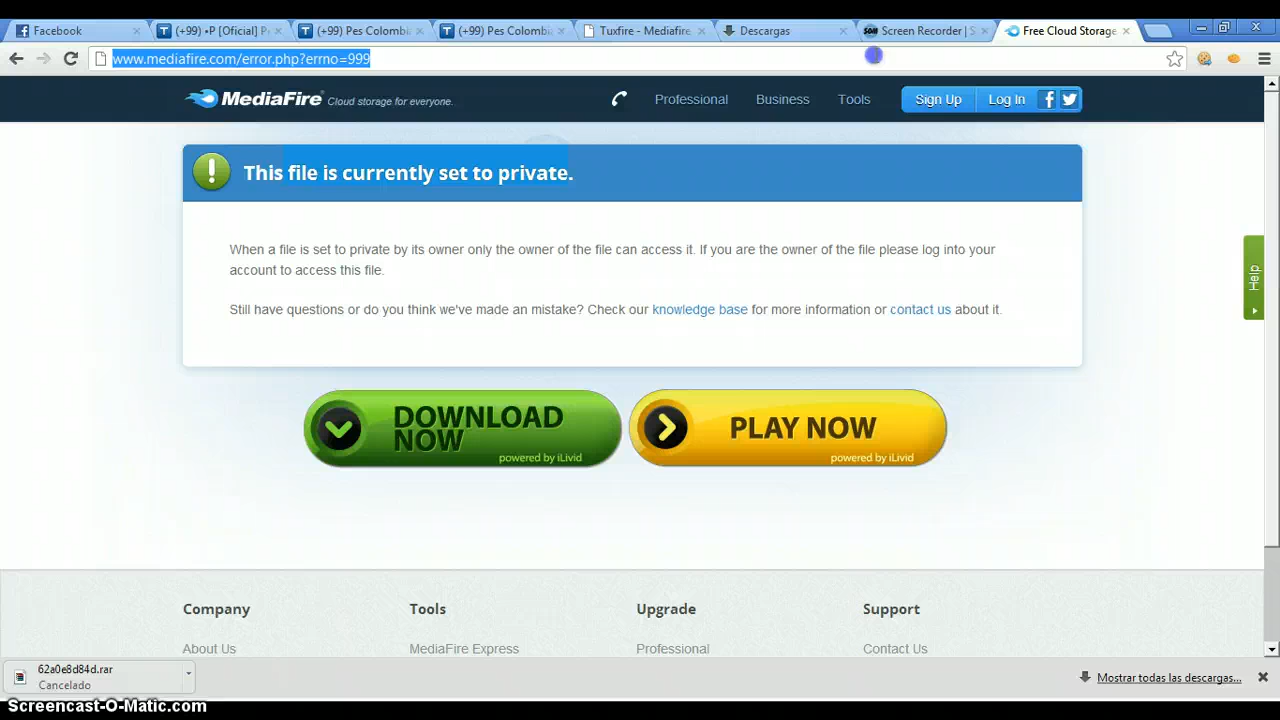 Facebook
(+99) •P [Oficial] P
(+99) Pes Colombi
(+99) Pes Colombi
Tuxfire - Mediafire
Descargas
Screen Recorder | S
Free Cloud Storage
www.mediafire.com/error.php?errno=999
MediaFire Cloud storage for everyone.
Professional
Business
Tools
Sign Up
Log In
This file is currently set to private.
When a file is set to private by its owner only the owner of the file can access it. If you are the owner of the file please log into your
account to access this file.
Still have questions or do you think we've made an mistake? Check our knowledge base for more information or contact us about it.
Help
DOWNLOAD
NOW
powered by iLivid
PLAY NOW
powered by iLivid
Company
Tools
Upgrade
Support
About Us
MediaFire Express
Professional
Contact Us
62a0e8d84d.rar
Cancelado
Mostrar todas las descargas...
Screencast-O-Matic.com